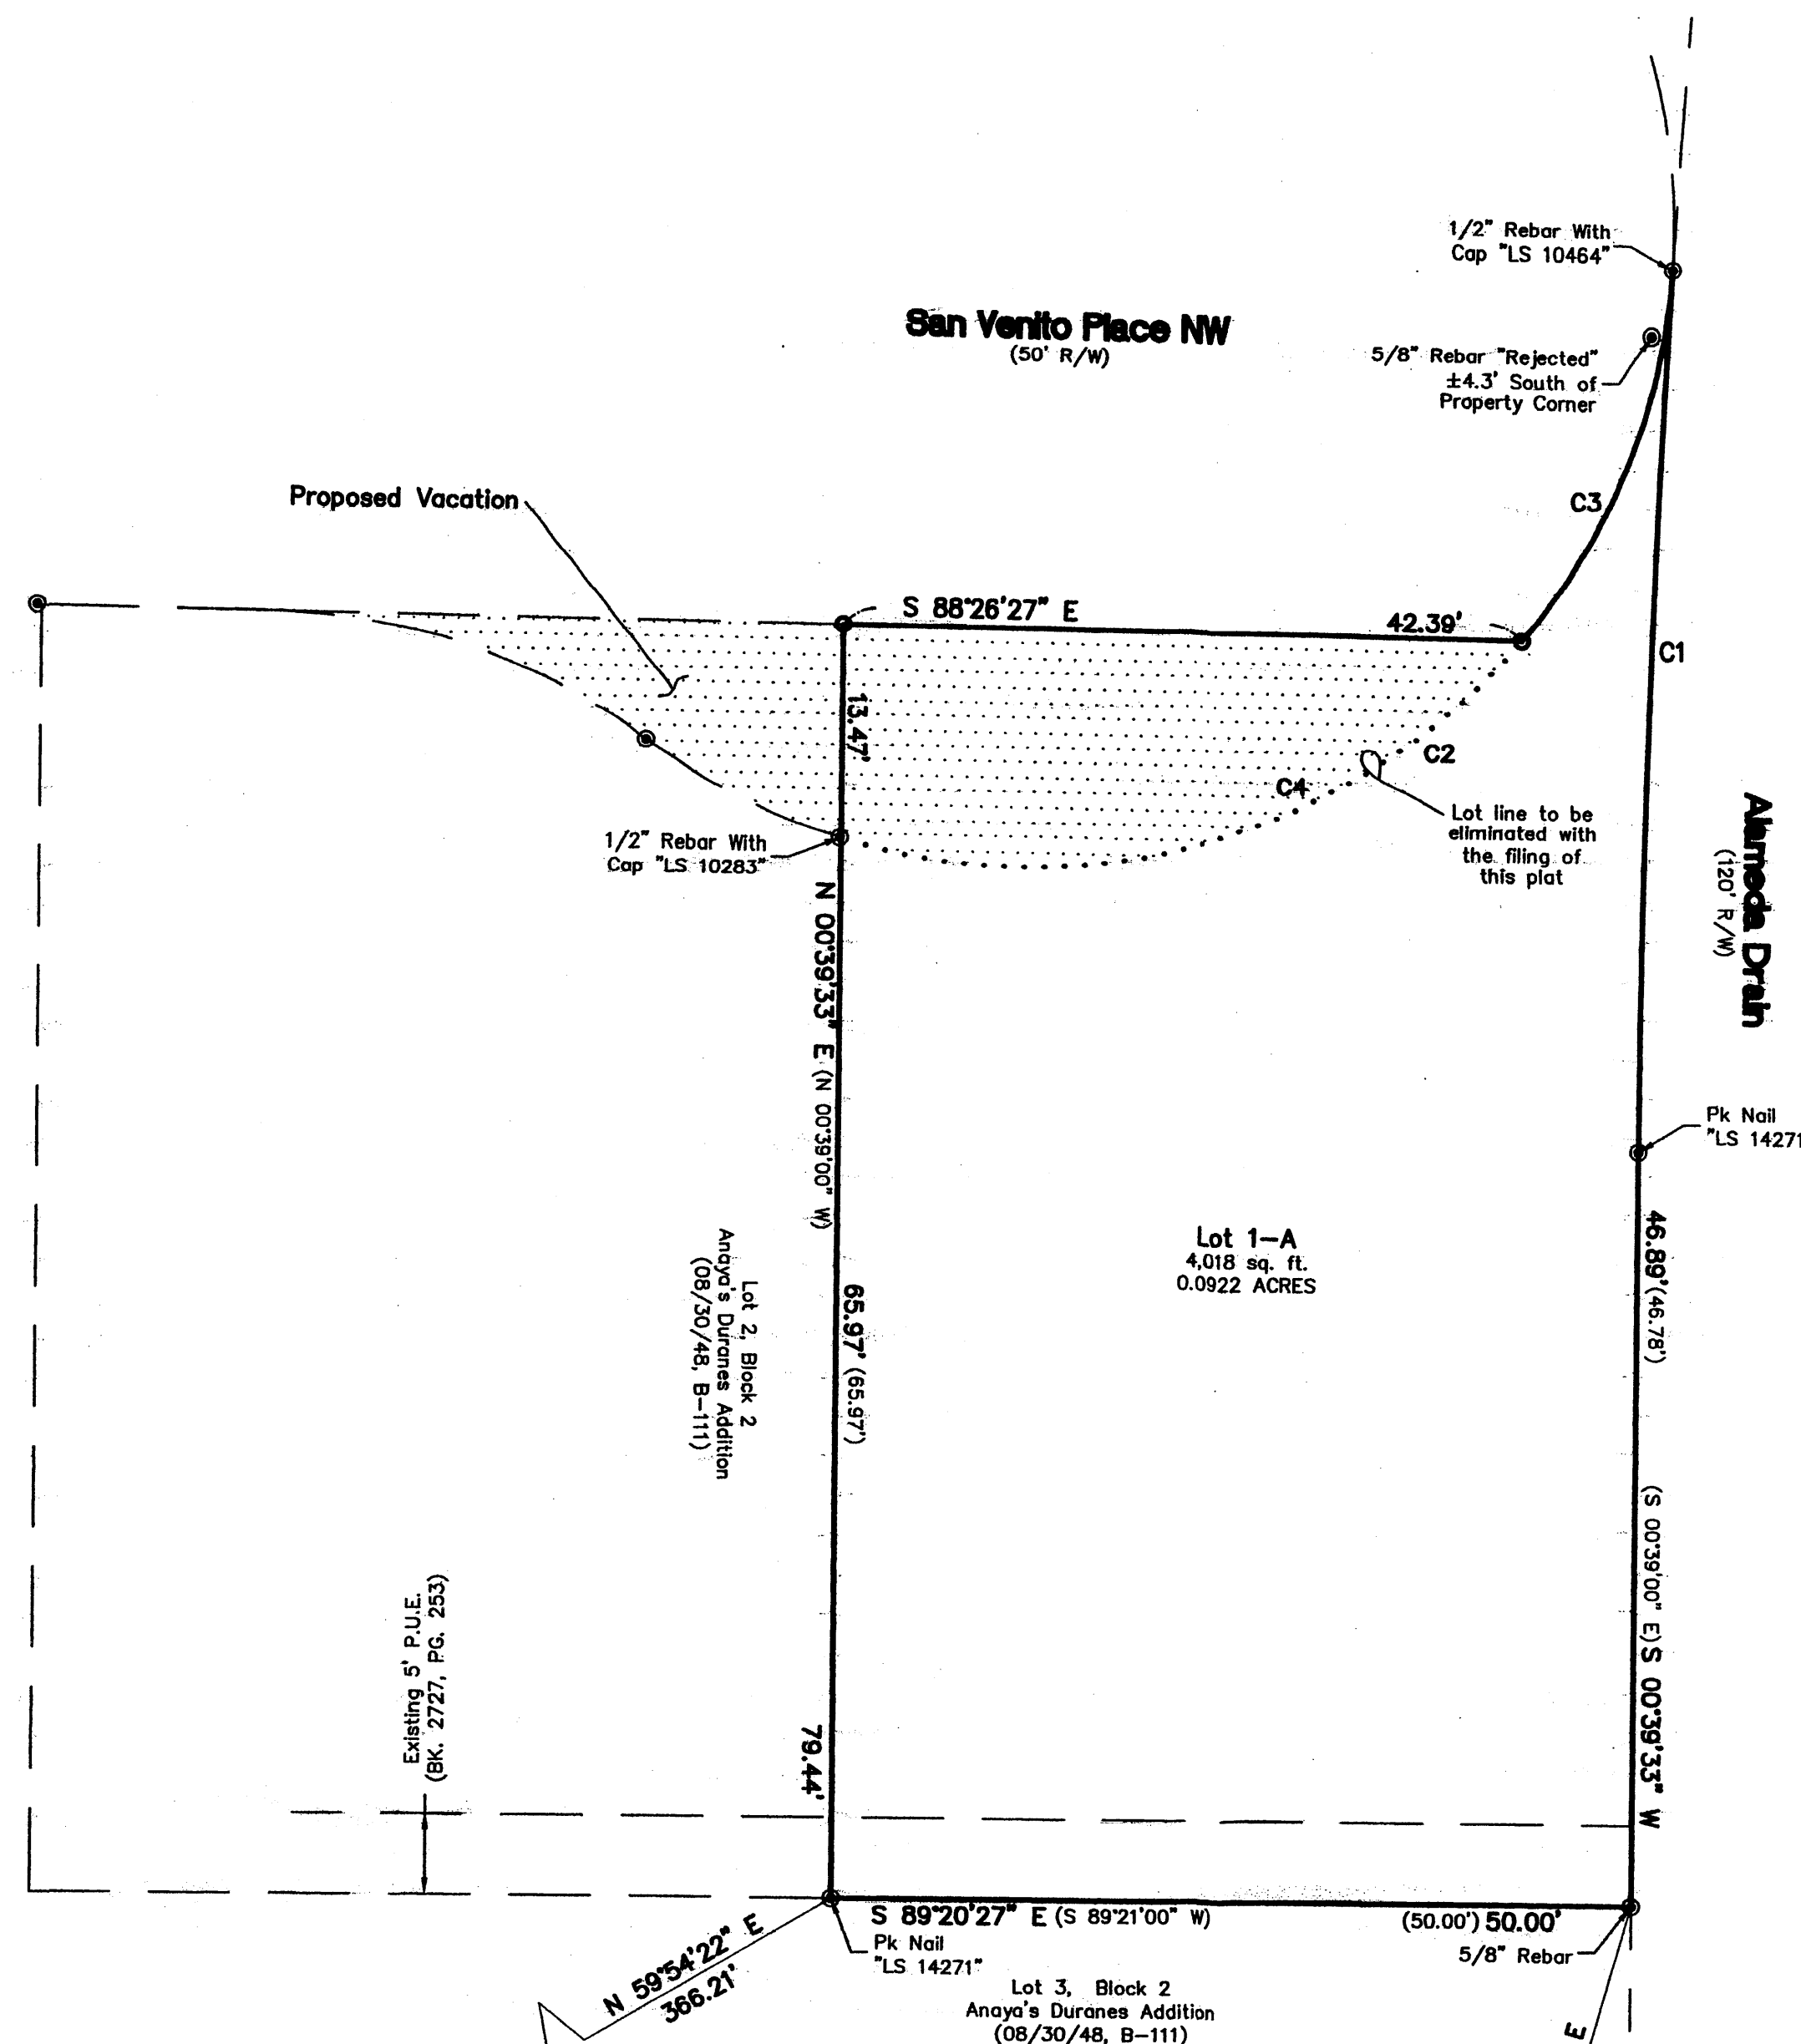 1/2" Rebar With
Cap "LS 10464"
San Venito Place NW
(50' R/W)
5/8" Rebar "Rejected"
±4.3' South of
Property Corner
C3
Proposed Vacation
S 88°26'27" E
42.39'
C1
13.47'
C2
C4
Lot line to be
eliminated with
the filing of
this plat
1/2" Rebar With
Cap "LS 10283"
Alameda Drain
(120' R/W)
N 00°39'33" E (N 00°39'00" W)
Pk Nail
"LS 14271
Lot 1-A
4,018 sq. ft.
0.0922 ACRES
46.89' (46.78')
Lot 2, Block 2
Anaya's Duranes Addition
(08/30/48, B-111)
65.97' (65.97')
(S 00°39'00" E) S 00°39'33" W
Existing 5' P.U.E.
(BK. 2727, PG. 253)
79.44'
S 89°20'27" E (S 89°21'00" W)
(50.00') 50.00'
Pk Nail
"LS 14271"
5/8" Rebar
N 59°54'22" E
366.21'
Lot 3, Block 2
Anaya's Duranes Addition
(08/30/48, B-111)
E